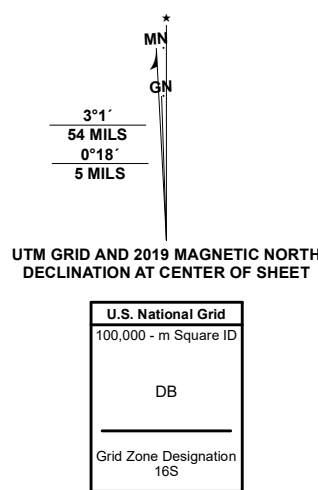 MN
GN
3°1´
54 MILS
0°18´
5 MILS
UTM GRID AND 2019 MAGNETIC NORTH
DECLINATION AT CENTER OF SHEET
U.S. National Grid
100,000 - m Square ID
DB
Grid Zone Designation
16S